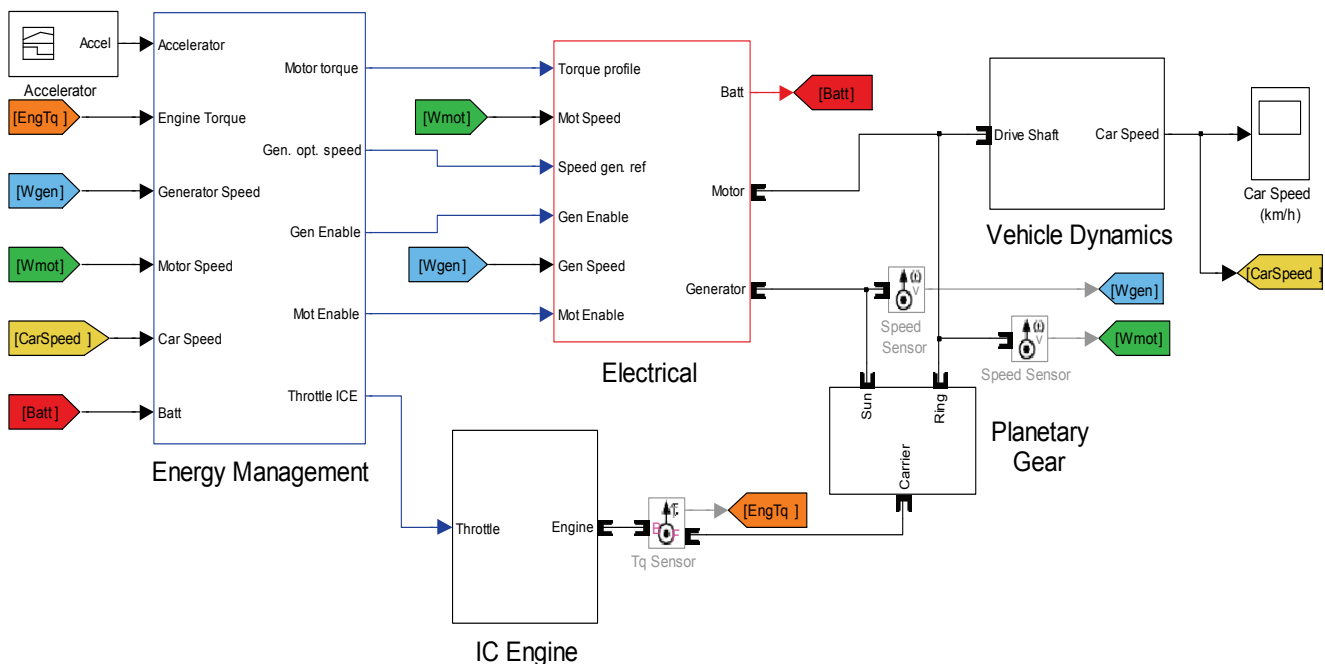 Accel
Accelerator
[EngTq ]
[Wgen]
[Wmot]
[CarSpeed ]
[Batt]
Accelerator
Engine Torque
Generator Speed
Motor Speed
Car Speed
Batt
Motor torque
Gen. opt. speed
Gen Enable
Mot Enable
Throttle ICE
Energy Management
[Wmot]
[Wgen]
Torque profile
Mot Speed
Speed gen. ref
Gen Enable
Gen Speed
Mot Enable
Batt
Motor
Generator
Electrical
[Batt]
Drive Shaft
Car Speed
Vehicle Dynamics
Car Speed
(km/h)
[CarSpeed ]
V
Speed
Sensor
[Wgen]
V
Speed Sensor
[Wmot]
Sun
Ring
Carrier
Planetary
Gear
Throttle
Engine
IC Engine
B
F
Tq Sensor
[EngTq ]